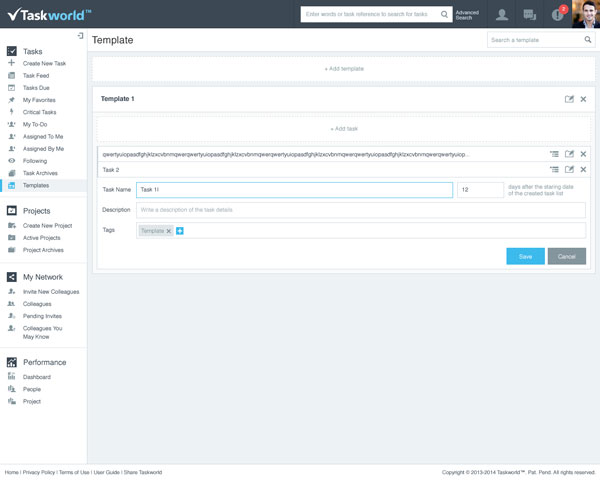 Taskworld™
Enter words or task reference to search for tasks
Advanced
Search
2
Template
Search a template
Tasks
Create New Task
Task Feed
Tasks Due
My Favorites
Critical Tasks
My To-Do
Assigned To Me
Assigned By Me
Following
Task Archives
Templates
Projects
Create New Project
Active Projects
Project Archives
My Network
Invite New Colleagues
Colleagues
Pending Invites
Colleagues You
May Know
Performance
Dashboard
People
Project
+ Add template
Template 1
+ Add task
Task 2
Task Name
Task 1l
12
days after the staring date
of the created task list
Description
Write a description of the task details
Tags
Template
Save
Cancel
Home | Privacy Policy | Terms of Use | User Guide | Share Taskworld
Copyright © 2013-2014 Taskworld™. Pat. Pend. All rights reserved.